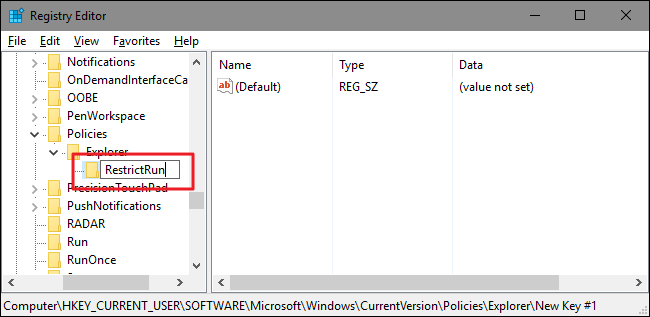 Registry Editor
File Edit View Favorites Help
Notifications
OnDemandInterfaceCa
OOBE
PenWorkspace
Policies
Explorer
RestrictRun
PrecisionTouchPad
PushNotifications
RADAR
Run
RunOnce
Name Type Data
ab (Default) REG_SZ (value not set)
Computer\HKEY_CURRENT_USER\SOFTWARE\Microsoft\Windows\CurrentVersion\Policies\Explorer\New Key #1